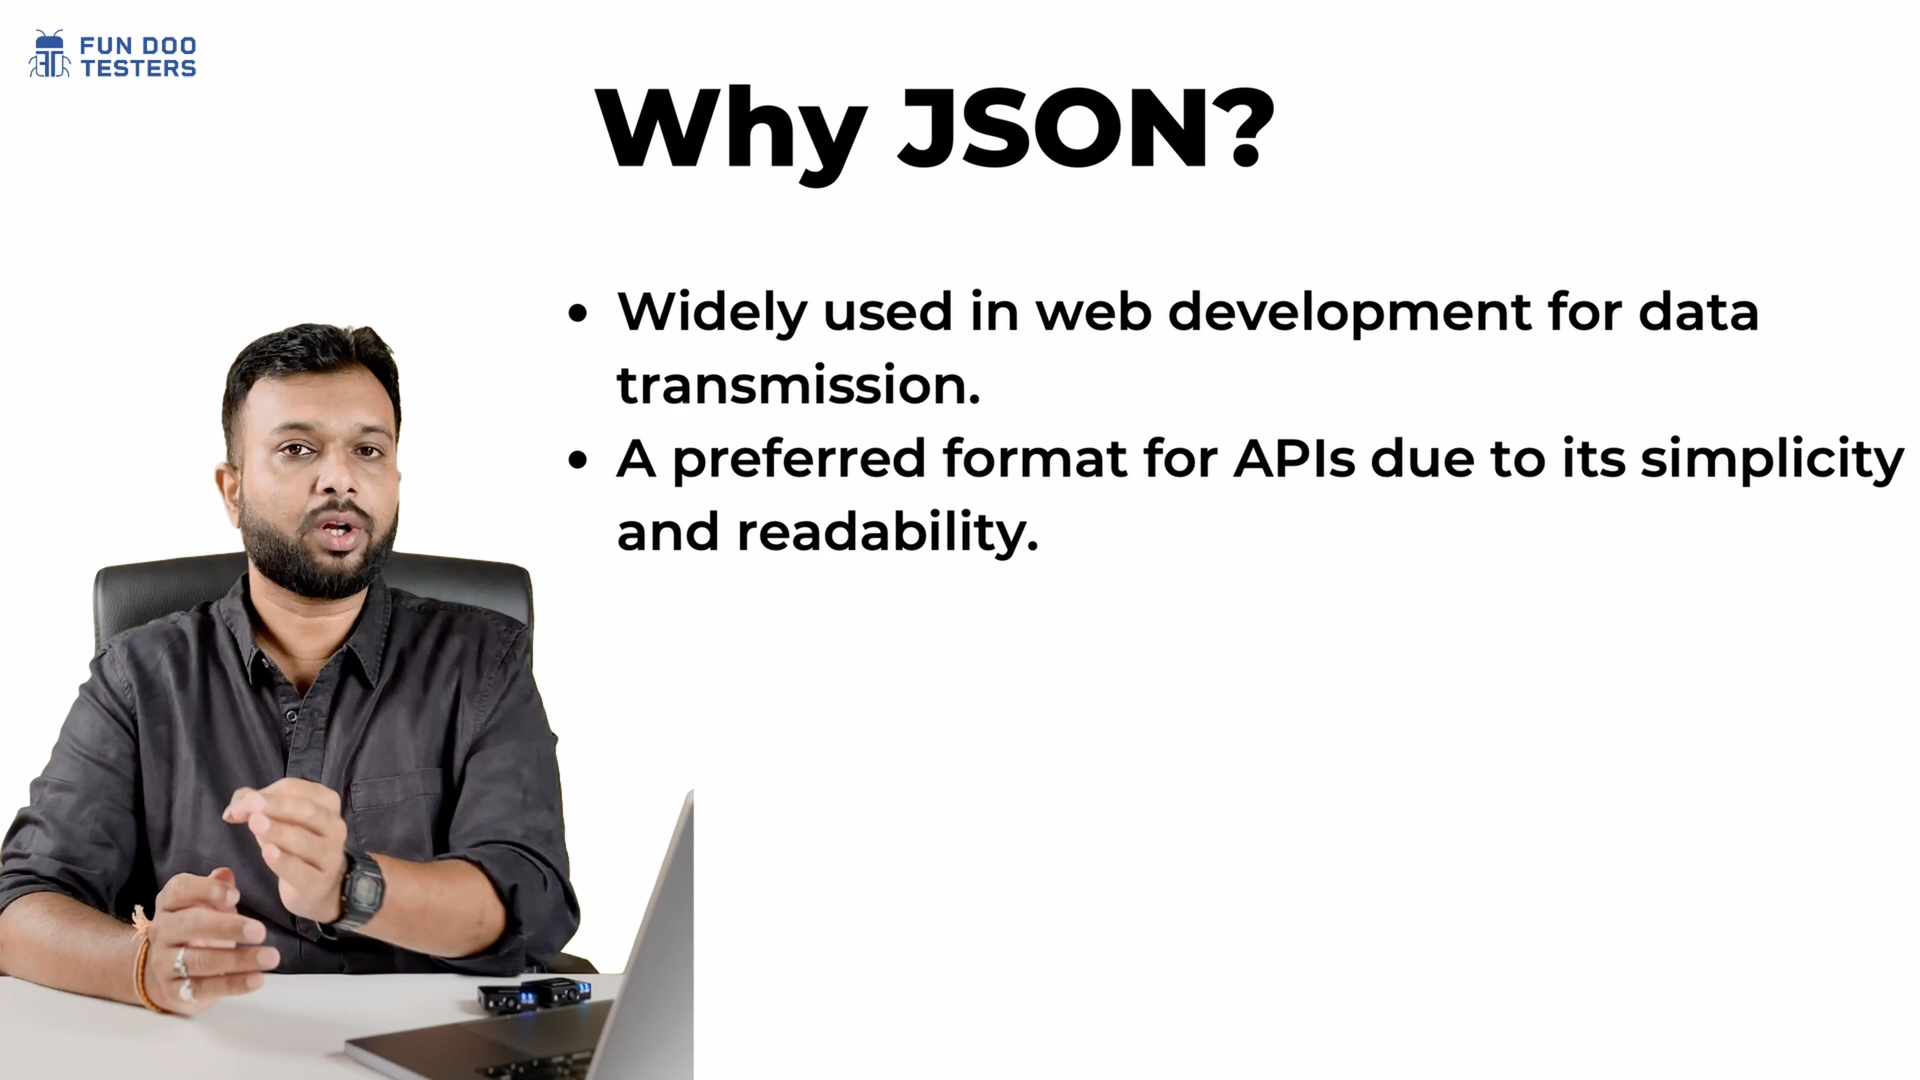 FUN DOO
TESTERS
Why JSON?
• Widely used in web development for data
transmission.
• A preferred format for APIs due to its simplicity
and readability.